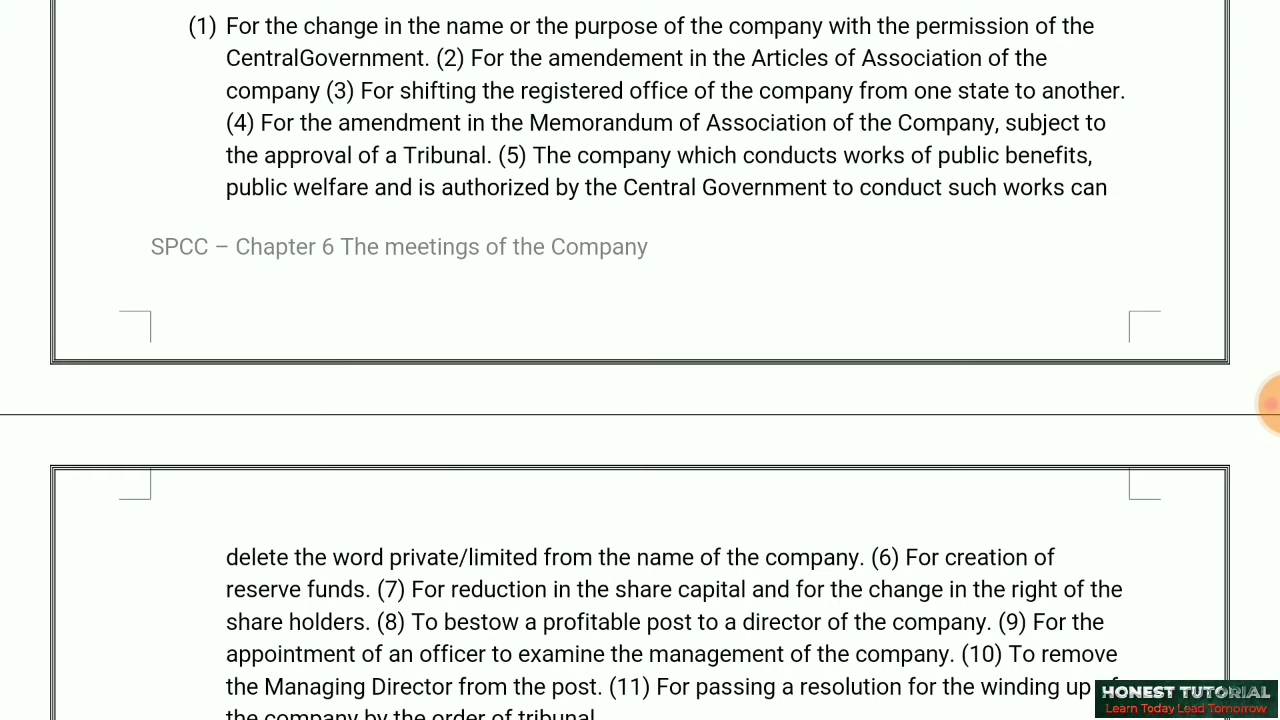 (1) For the change in the name or the purpose of the company with the permission of the
CentralGovernment. (2) For the amendement in the Articles of Association of the
company (3) For shifting the registered office of the company from one state to another.
(4) For the amendment in the Memorandum of Association of the Company, subject to
the approval of a Tribunal. (5) The company which conducts works of public benefits,
public welfare and is authorized by the Central Government to conduct such works can
SPCC – Chapter 6 The meetings of the Company
delete the word private/limited from the name of the company. (6) For creation of
reserve funds. (7) For reduction in the share capital and for the change in the right of the
share holders. (8) To bestow a profitable post to a director of the company. (9) For the
appointment of an officer to examine the management of the company. (10) To remove
the Managing Director from the post. (11) For passing a resolution for the winding up
the company by the order of tribunal
HONEST TUTORIAL
Learn Today Lead Tomorrow